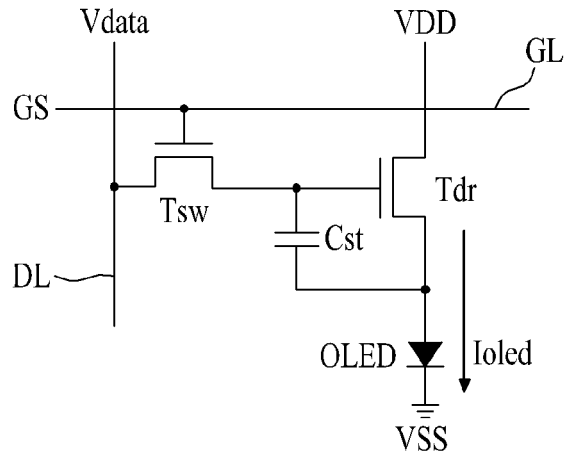 Vdata
VDD
GL
GS
Tsw
Tdr
Cst
DL
OLED
Ioled
VSS